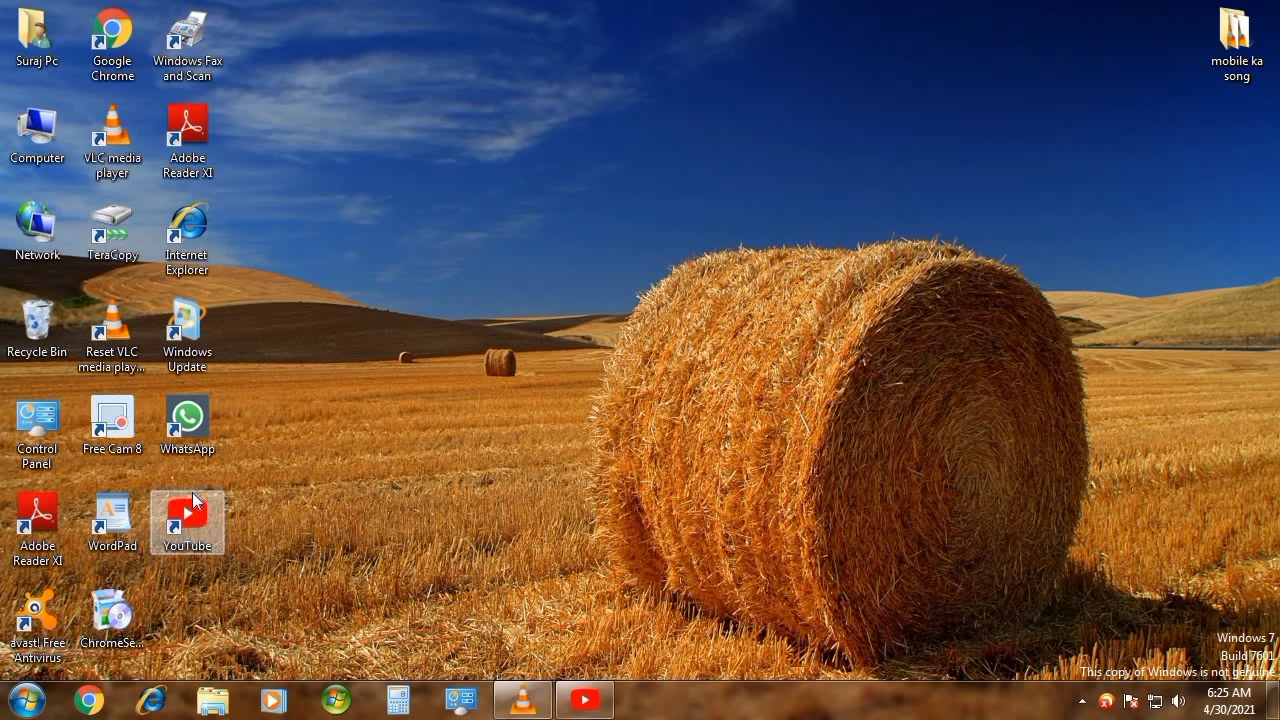 Suraj Pc
Google
Chrome
Windows Fax
and Scan
mobile ka
song
Computer
VLC media
player
Adobe
Reader XI
Network
TeraCopy
Internet
Explorer
Recycle Bin
Reset VLC
media play...
Windows
Update
Control
Panel
Free Cam 8
WhatsApp
Adobe
Reader XI
WordPad
YouTube
avast! Free
Antivirus
ChromeSe...
Windows 7
Build 7601
This copy of Windows is not genuine
6:25 AM
4/30/2021